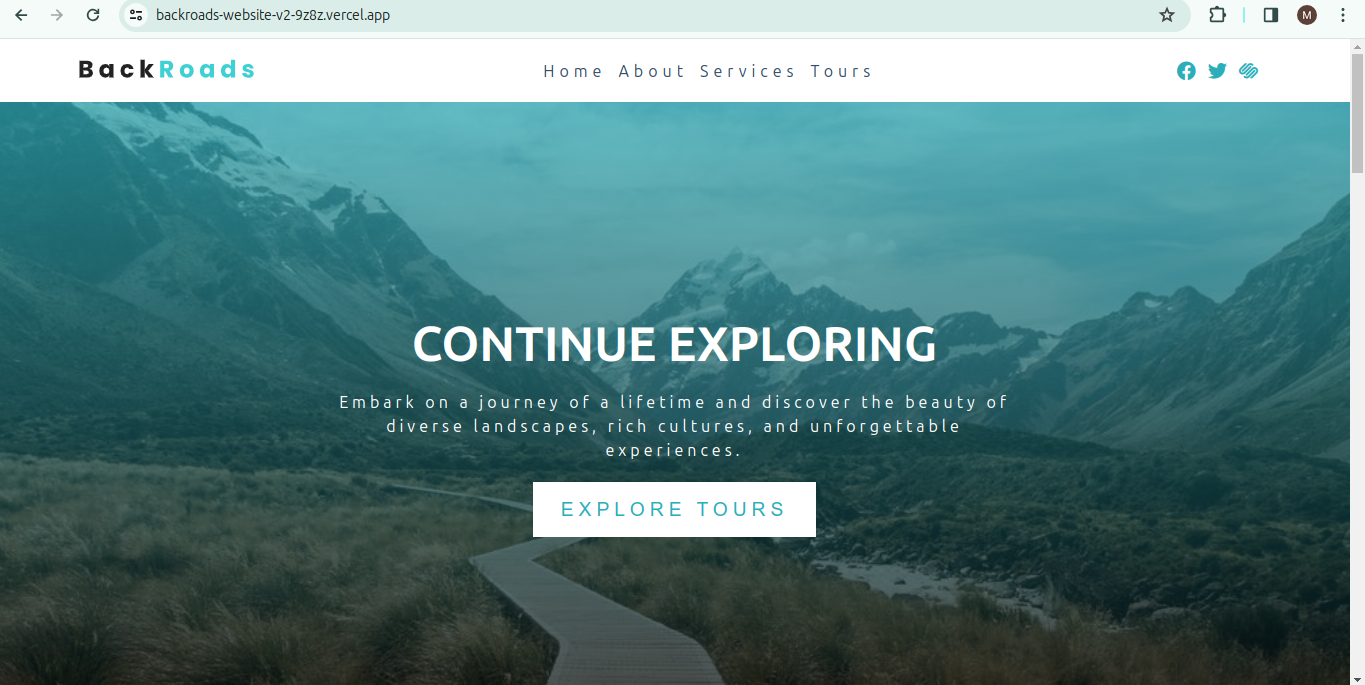 backroads-website-v2-9z8z.vercel.app
M
BackRoads
Home About Services Tours
CONTINUE EXPLORING
Embark on a journey of a lifetime and discover the beauty of
diverse landscapes, rich cultures, and unforgettable
experiences.
EXPLORE TOURS